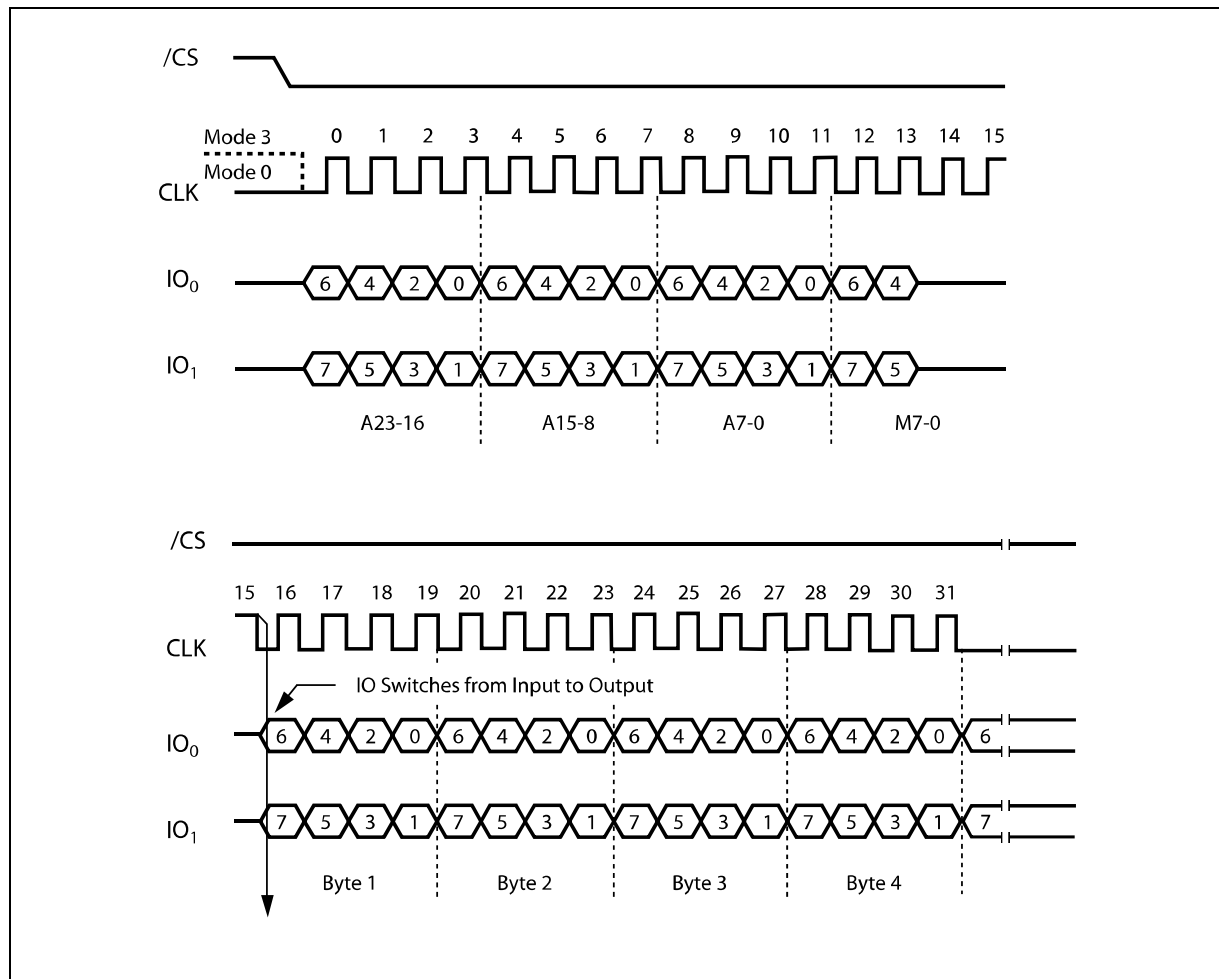 /CS
Mode 3
0 1 2 3 4 5 6 7 8 9 10 11 12 13 14 15
Mode 0
CLK
IO0 6 4 2 0 6 4 2 0 6 4 2 0 6 4
IO1 7 5 3 1 7 5 3 1 7 5 3 1 7 5
A23-16 A15-8 A7-0 M7-0
/CS
15 16 17 18 19 20 21 22 23 24 25 26 27 28 29 30 31
CLK
IO Switches from Input to Output
IO0 6 4 2 0 6 4 2 0 6 4 2 0 6 4 2 0 6
IO1 7 5 3 1 7 5 3 1 7 5 3 1 7 5 3 1 7
Byte 1 Byte 2 Byte 3 Byte 4